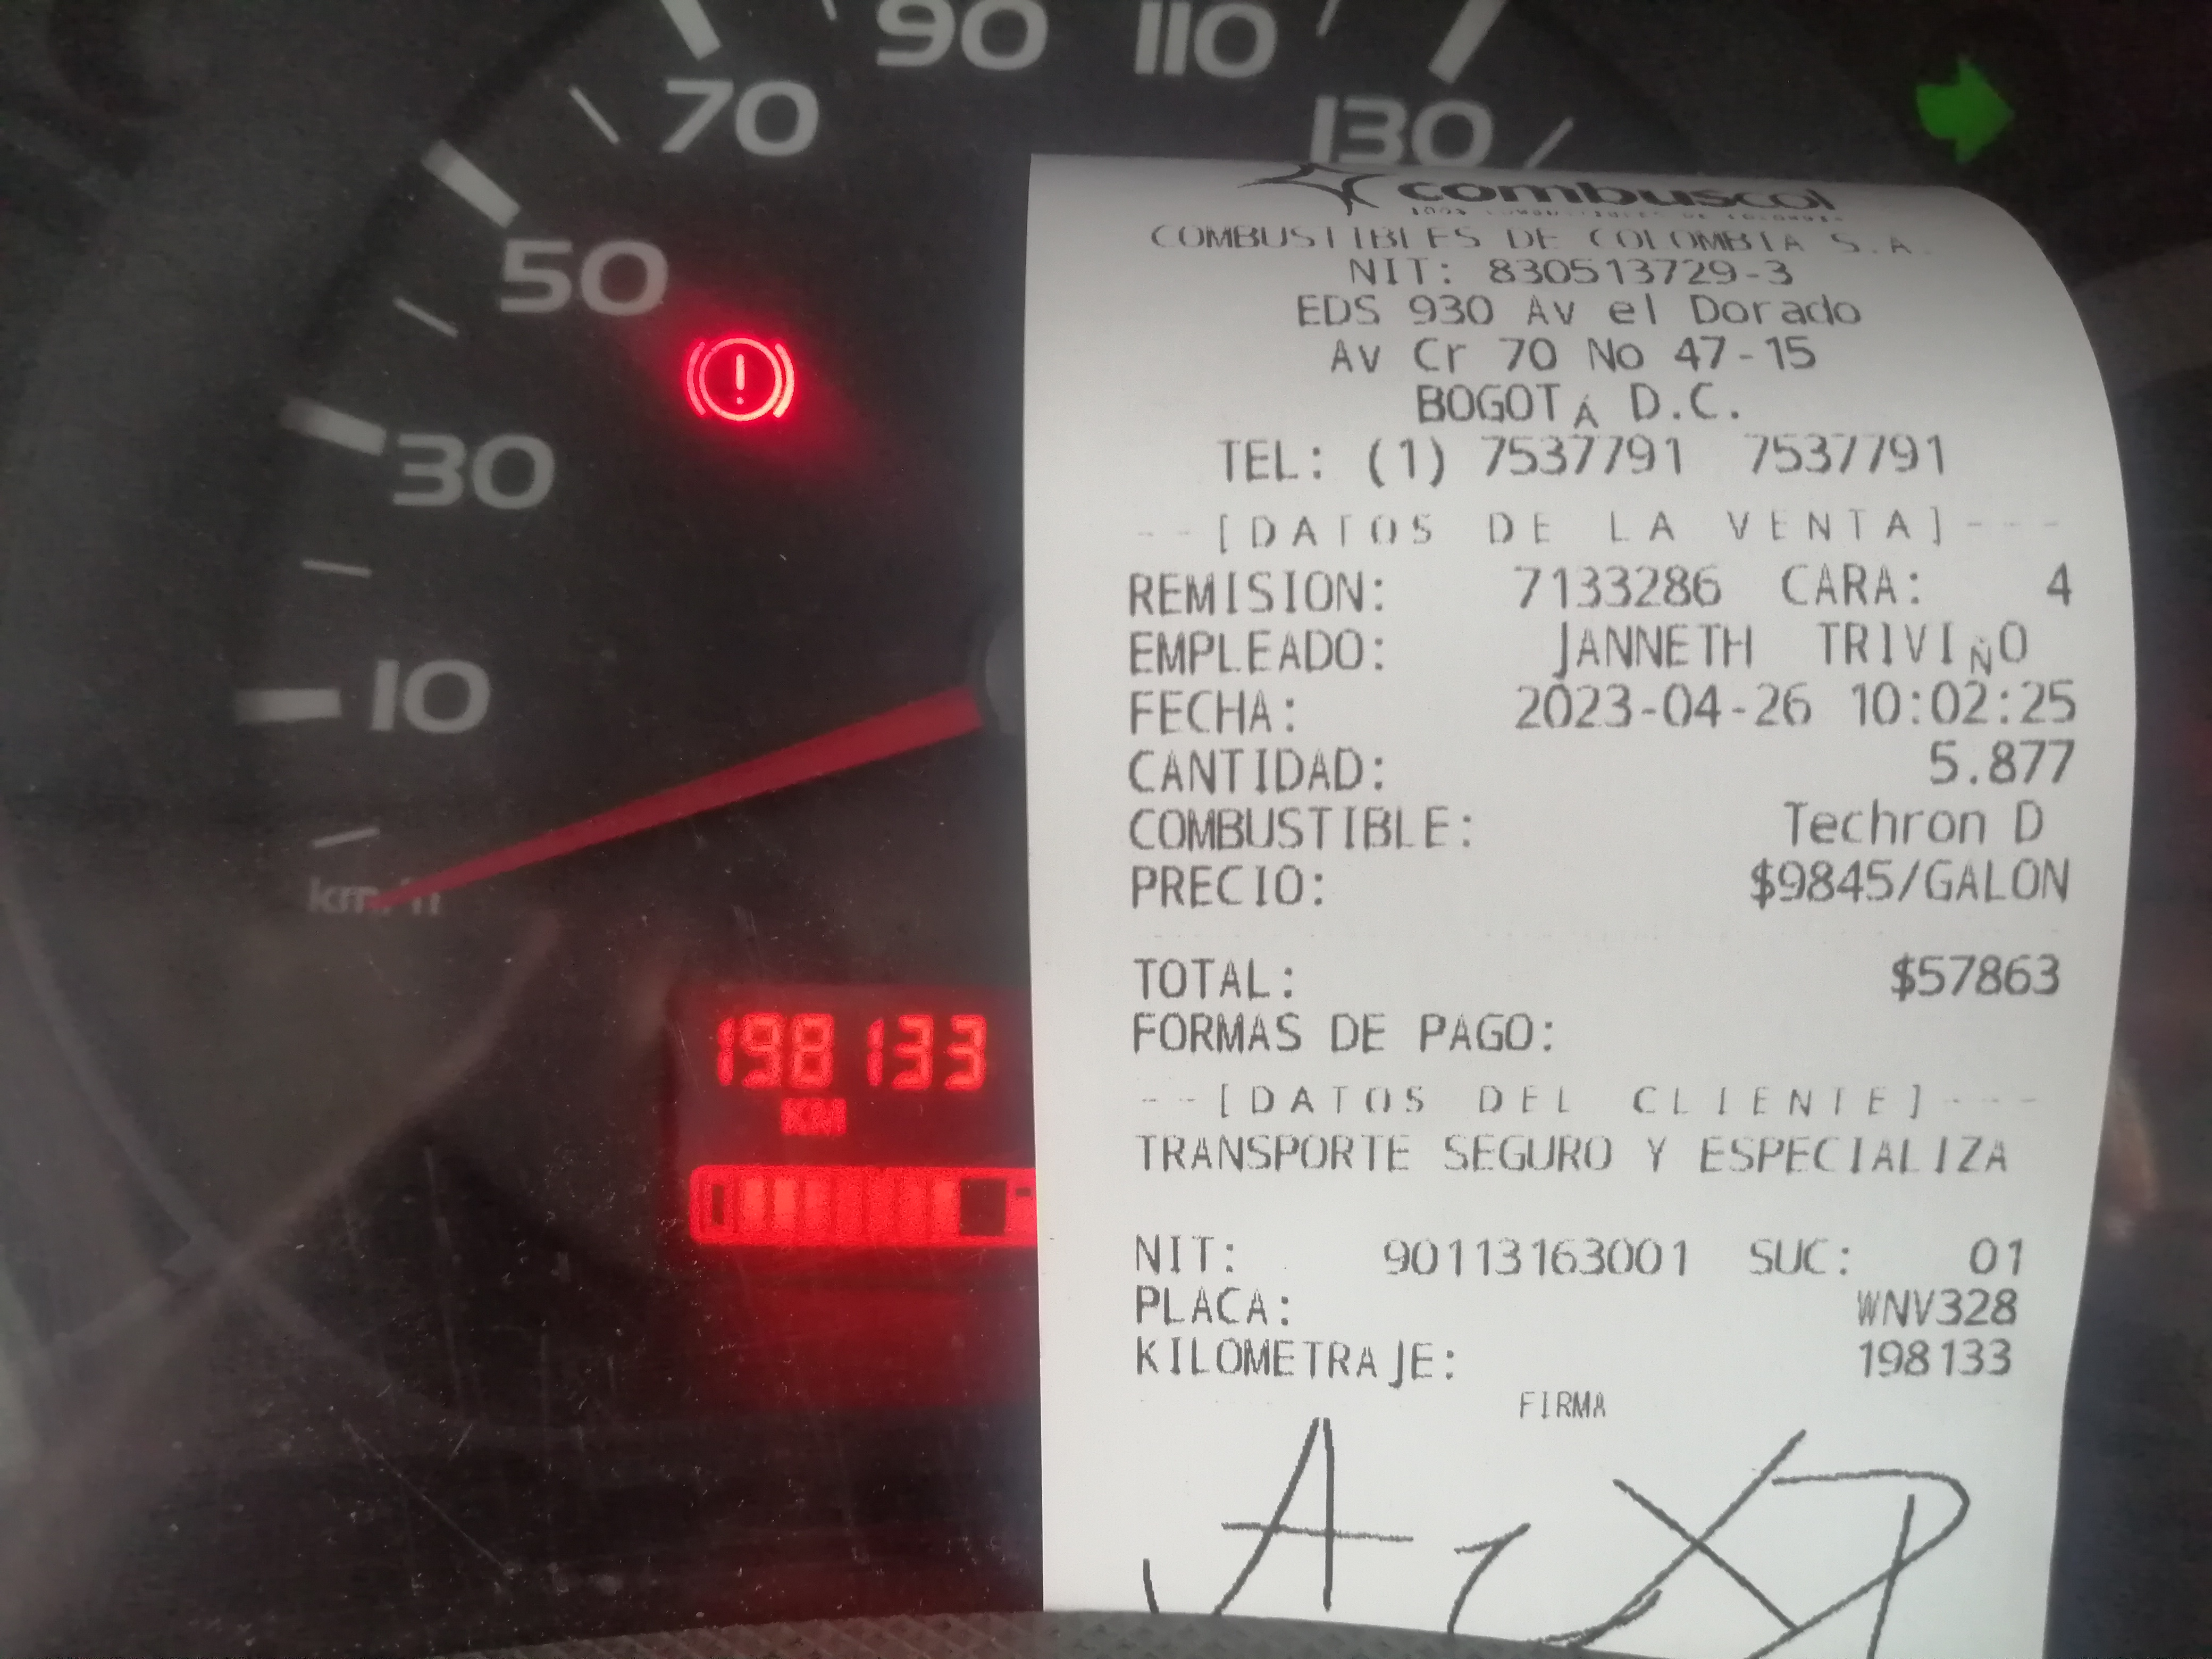 90
110
70
130
50
30
10
km/h
198133
KM
combuscol
COMBUSTIBLES DE COLOMBIA S.A.
NIT: 830513729-3
EDS 930 Av el Dorado
Av Cr 70 No 47-15
BOGOTÁ D.C.
TEL: (1) 7537791 7537791
--[DATOS DE LA VENTA]---
REMISION: 7133286 CARA: 4
EMPLEADO: JANNETH TRIVIÑO
FECHA: 2023-04-26 10:02:25
CANTIDAD: 5.877
COMBUSTIBLE: Techron D
PRECIO: $9845/GALON
TOTAL: $57863
FORMAS DE PAGO:
--[DATOS DEL CLIENTE]---
TRANSPORTE SEGURO Y ESPECIALIZA
NIT: 90113163001 SUC: 01
PLACA: WNV328
KILOMETRAJE: 198133
FIRMA